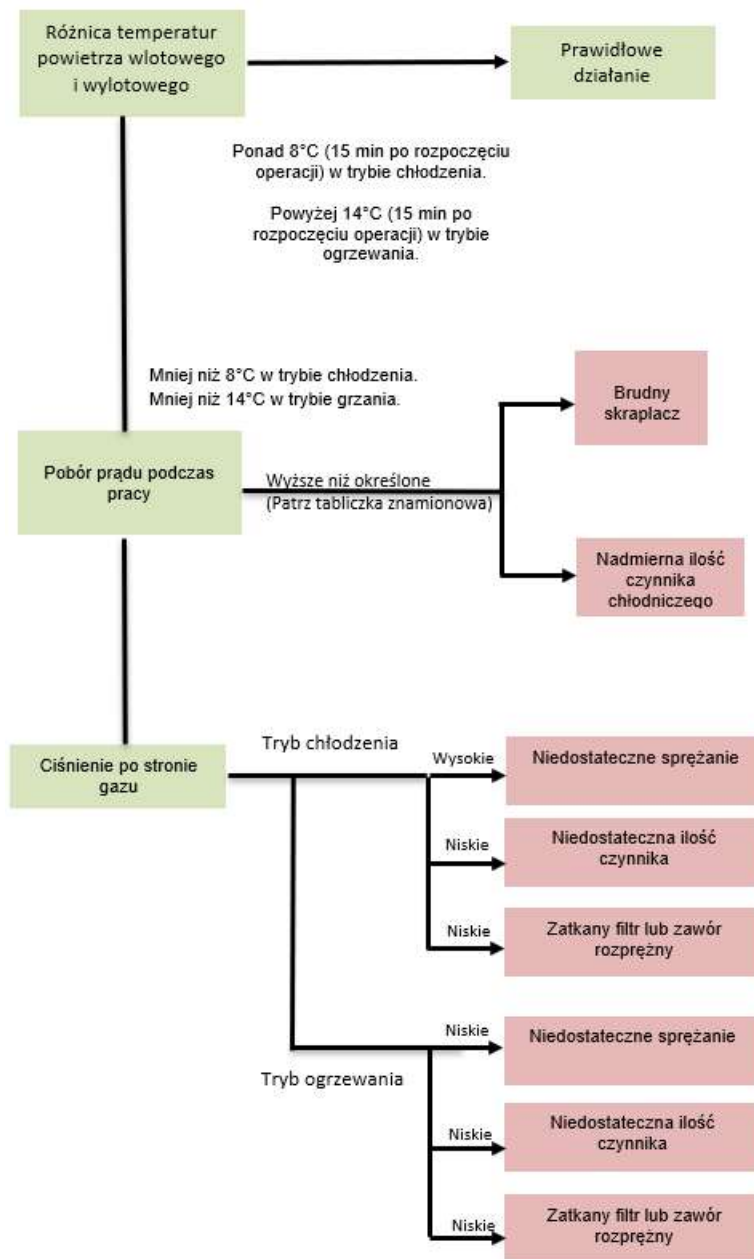 Różnica temperatur
powietrza wlotowego
i wylotowego
Prawidłowe
działanie
Ponad 8°C (15 min po rozpoczęciu
operacji) w trybie chłodzenia.
Powyżej 14°C (15 min po
rozpoczęciu operacji) w trybie
ogrzewania.
Mniej niż 8°C w trybie chłodzenia.
Mniej niż 14°C w trybie grzania.
Brudny
skraplacz
Pobór prądu podczas
pracy
Wyższe niż określone
(Patrz tabliczka znamionowa)
Nadmierna ilość
czynnika
chłodniczego
Ciśnienie po stronie
gazu
Tryb chłodzenia
Wysokie
Niedostateczne sprężanie
Niskie
Niedostateczna ilość
czynnika
Niskie
Zatkany filtr lub zawór
rozprężny
Tryb ogrzewania
Niskie
Niedostateczne sprężanie
Niskie
Niedostateczna ilość
czynnika
Niskie
Zatkany filtr lub zawór
rozprężny